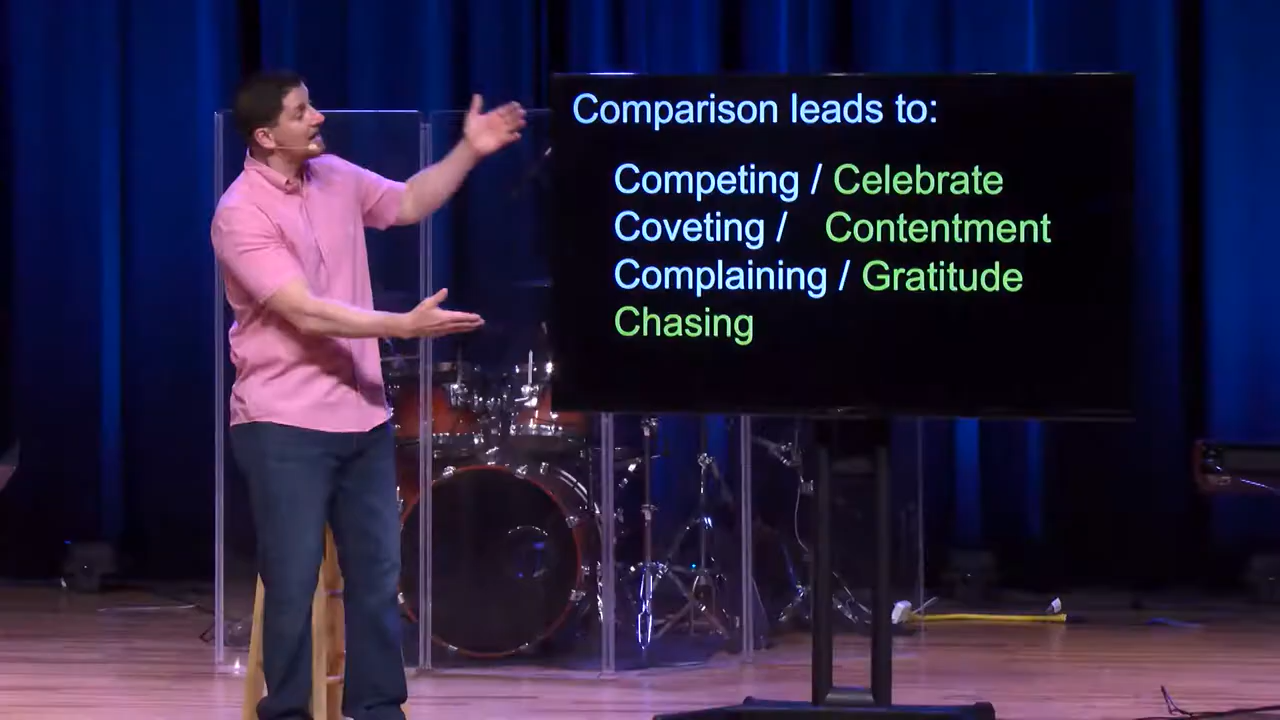 Comparison leads to:
Competing / Celebrate
Coveting / Contentment
Complaining / Gratitude
Chasing